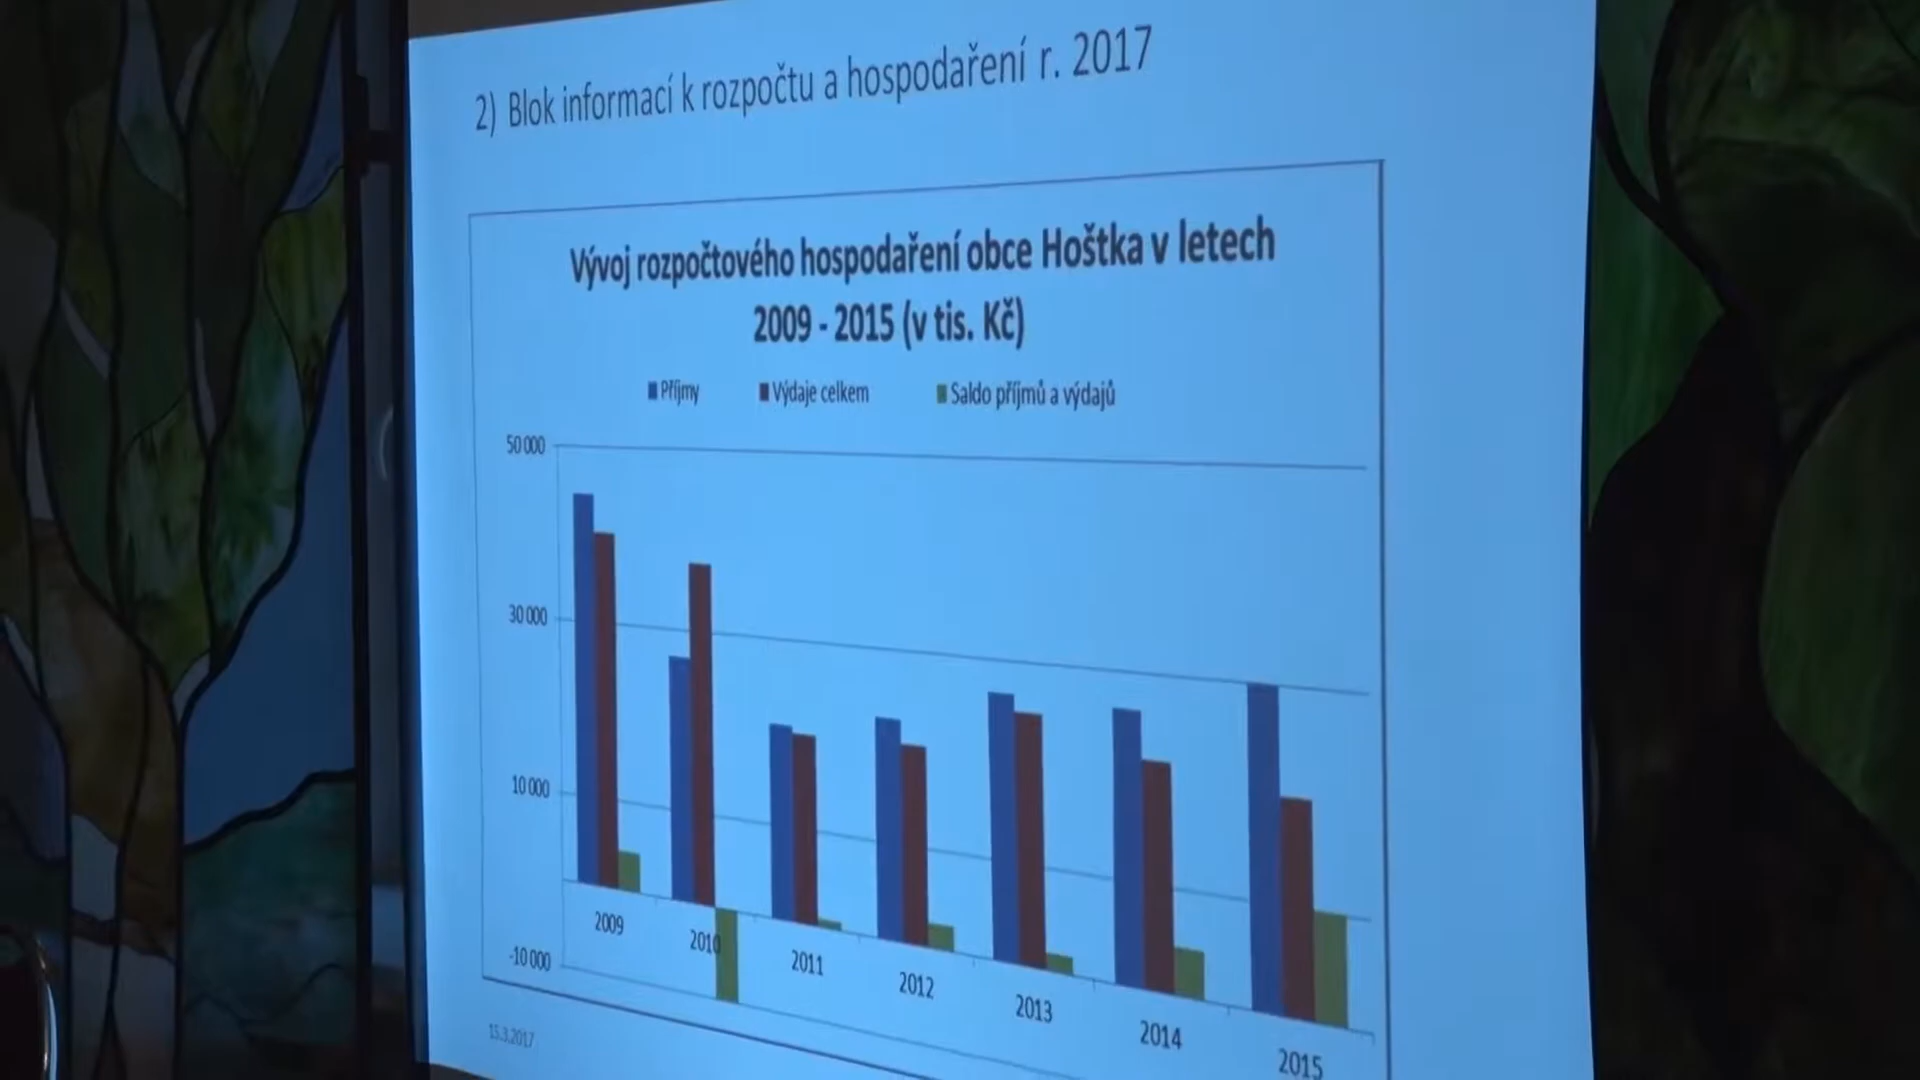 2) Blok informací k rozpočtu a hospodaření r. 2017
Vývoj rozpočtového hospodaření obce Hoštka v letech
2009 - 2015 (v tis. Kč)
Příjmy Výdaje celkem Saldo příjmů a výdajů
50 000
30 000
10 000
-10 000
2009 2010 2011 2012 2013 2014 2015
15.3.2017